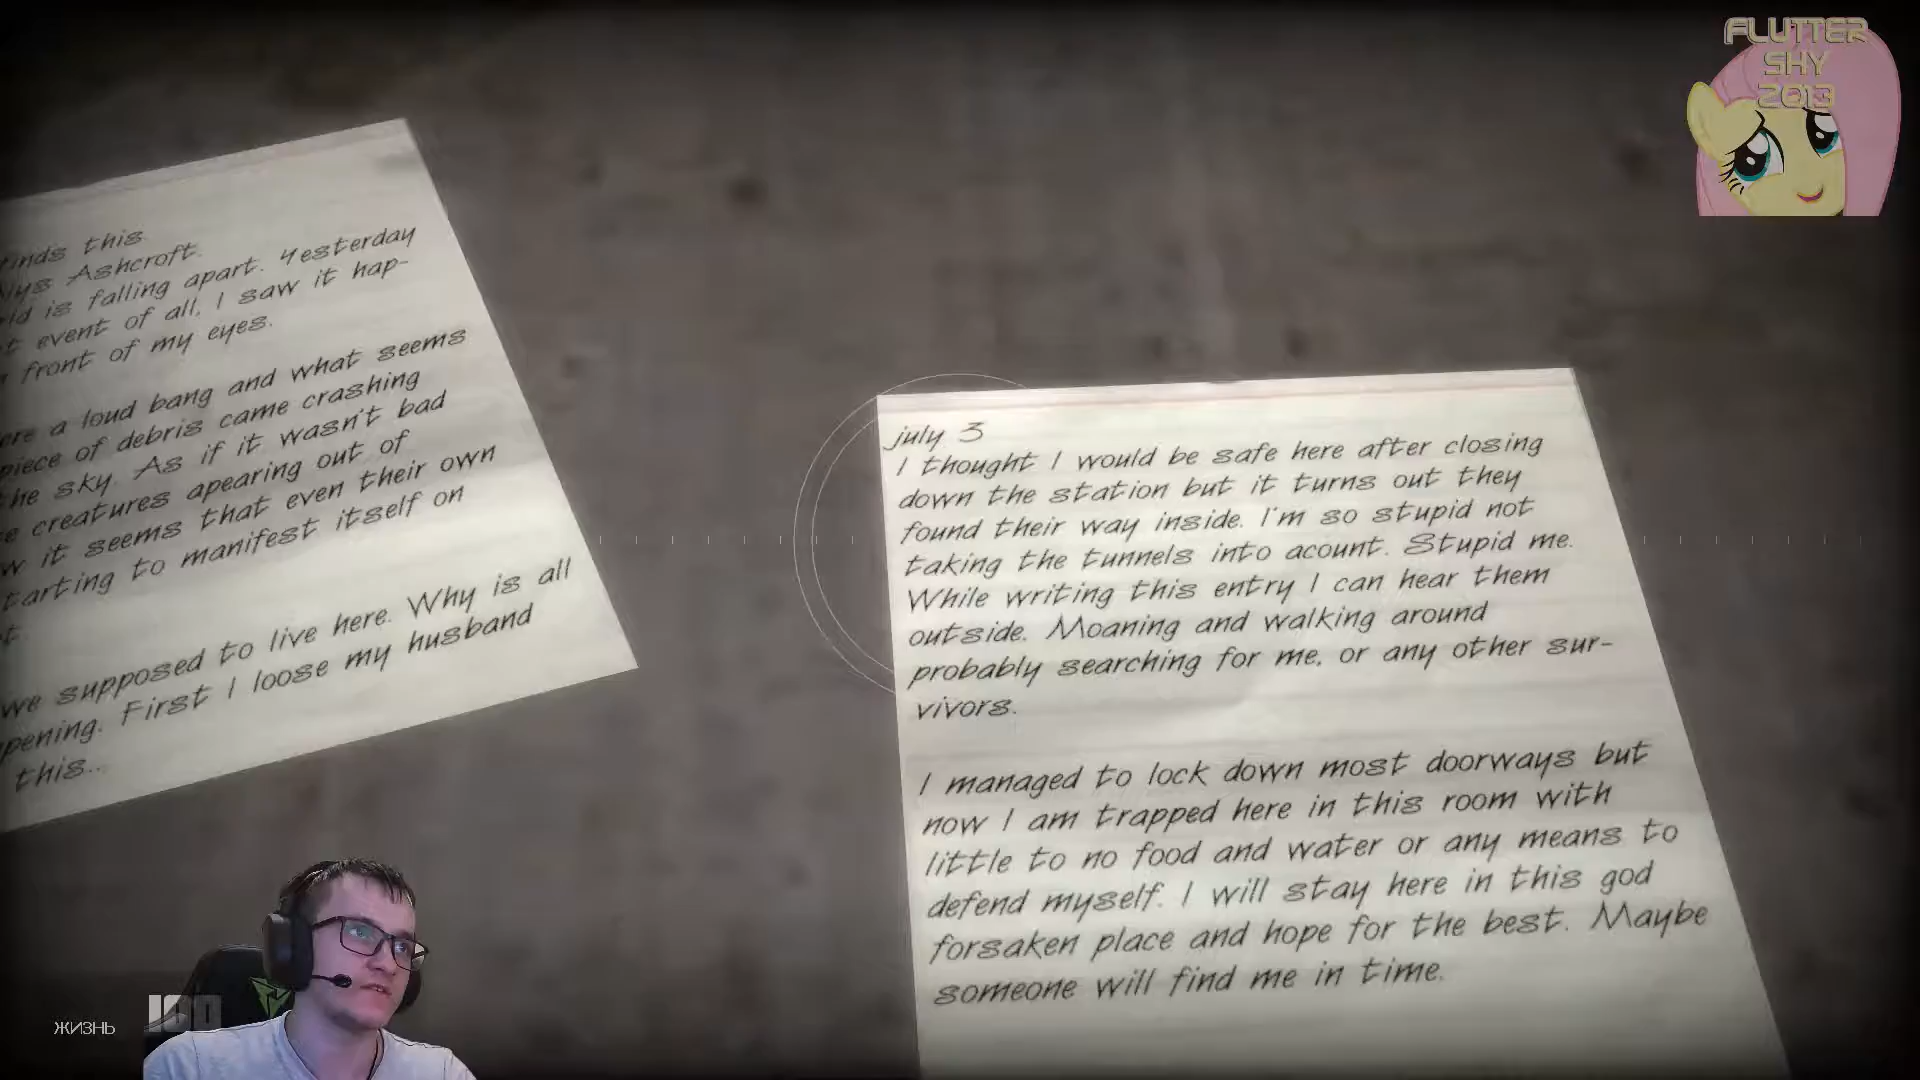 FLUTTER
SHY
2013
finds this.
Ashcroft.
is falling apart. Yesterday
event of all, I saw it hap-
front of my eyes.
a loud bang and what seems
piece of debris came crashing
the sky. As if it wasn't bad
creatures apearing out of
it seems that even their own
to manifest itself on
we supposed to live here. Why is all
First I loose my husband
this...
july 3
I thought I would be safe here after closing
down the station but it turns out they
found their way inside. I'm so stupid not
taking the tunnels into acount. Stupid me.
While writing this entry I can hear them
outside. Moaning and walking around
probably searching for me, or any other sur-
vivors.
I managed to lock down most doorways but
now I am trapped here in this room with
little to no food and water or any means to
defend myself. I will stay here in this god
forsaken place and hope for the best. Maybe
someone will find me in time.
ЖИЗНЬ
100